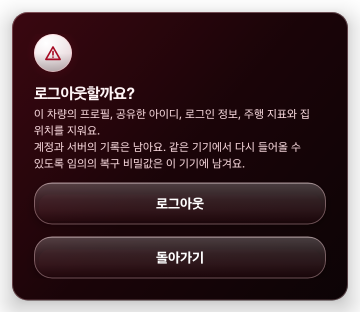 로그아웃할까요?
이 차량의 프로필, 공유한 아이디, 로그인 정보, 주행 지표와 집
위치를 지워요.
계정과 서버의 기록은 남아요. 같은 기기에서 다시 들어올 수
있도록 임의의 복구 비밀값은 이 기기에 남겨요.
로그아웃
돌아가기